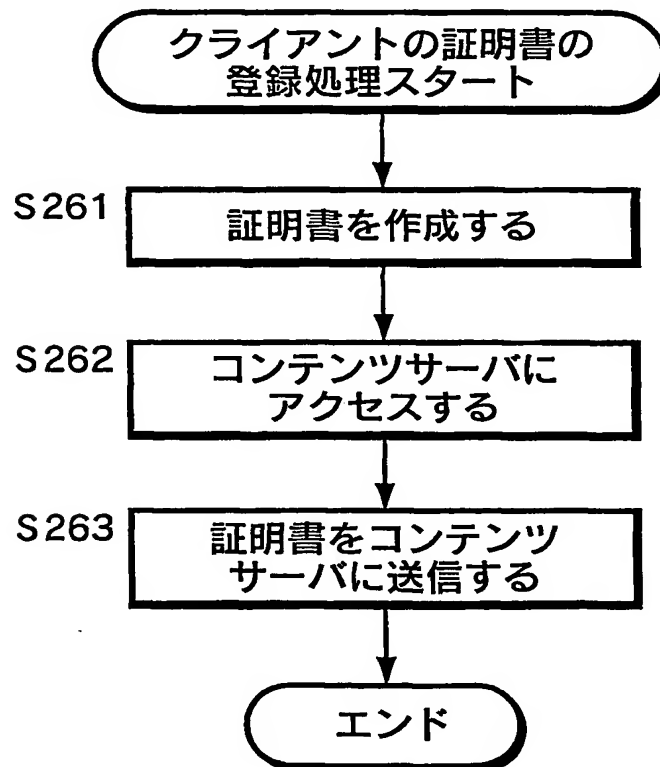 クライアントの証明書の
登録処理スタート
S261
証明書を作成する
S262
コンテンツサーバに
アクセスする
S263
証明書をコンテンツ
サーバに送信する
エンド